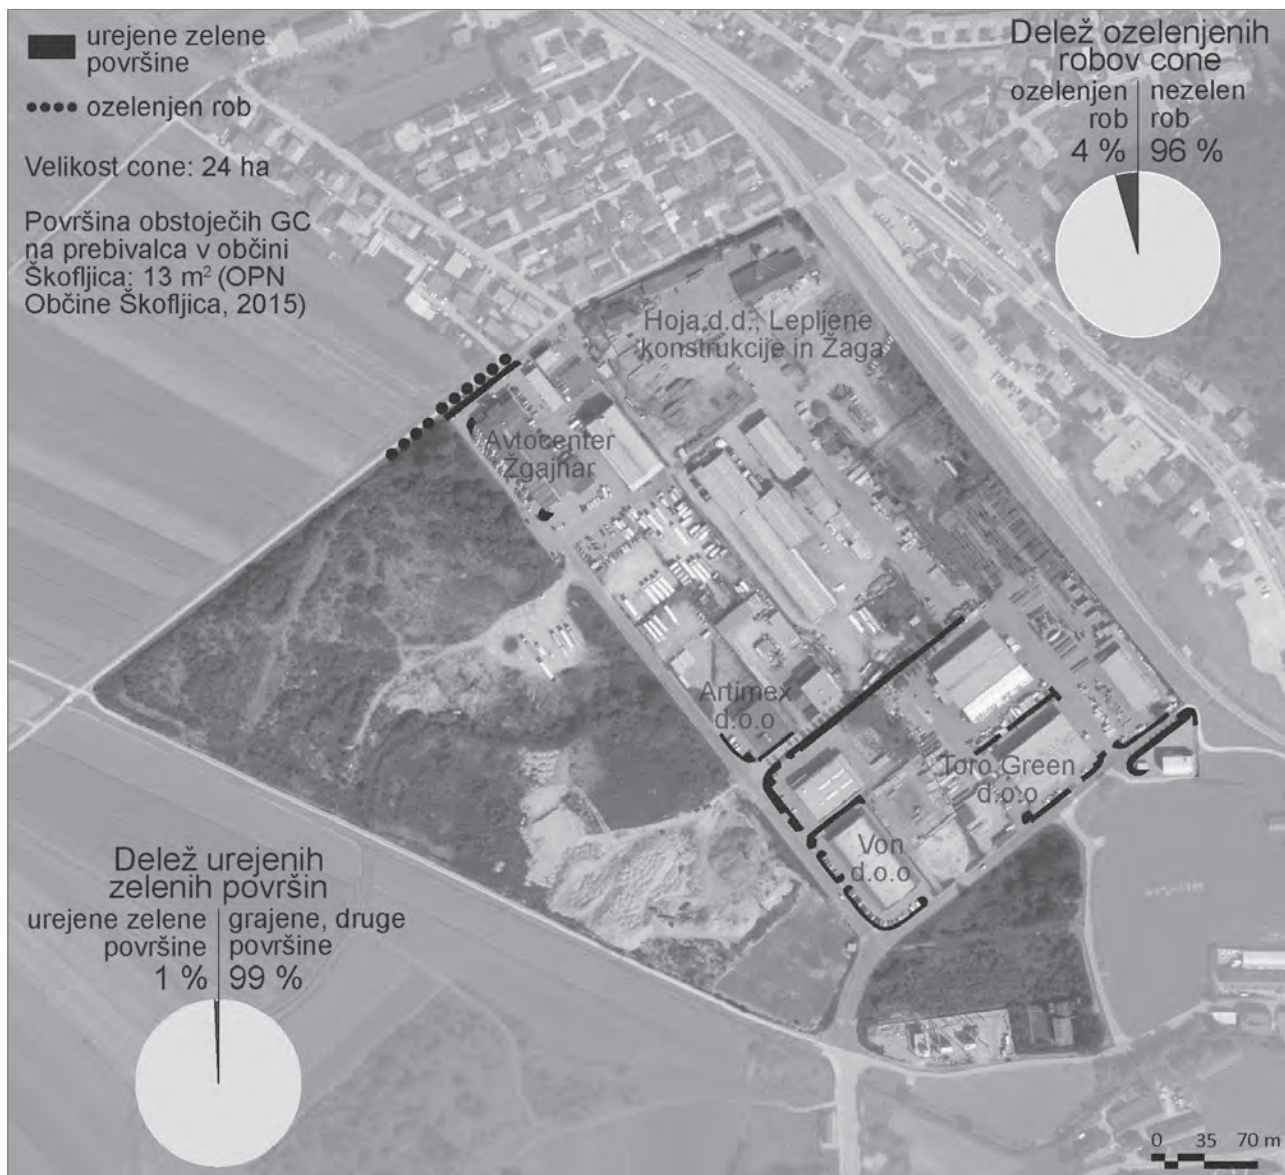 urejene zelene
površine
ozelenjen rob
Velikost cone: 24 ha
Površina obstoječih GC
na prebivalca v občini
Škofljica: 13 m² (OPN
Občine Škofljica, 2015)
Delež ozelenjenih
robov cone
ozelenjen
rob
4 %
nezelen
rob
96 %
Hoja d.d., Lepljene
konstrukcije in Žaga
Avtocenter
Žgajnar
Artimex
d.o.o
Toro Green
d.o.o
Von
d.o.o
Delež urejenih
zelenih površin
urejene zelene
površine
1 %
grajene, druge
površine
99 %
0 35 70 m